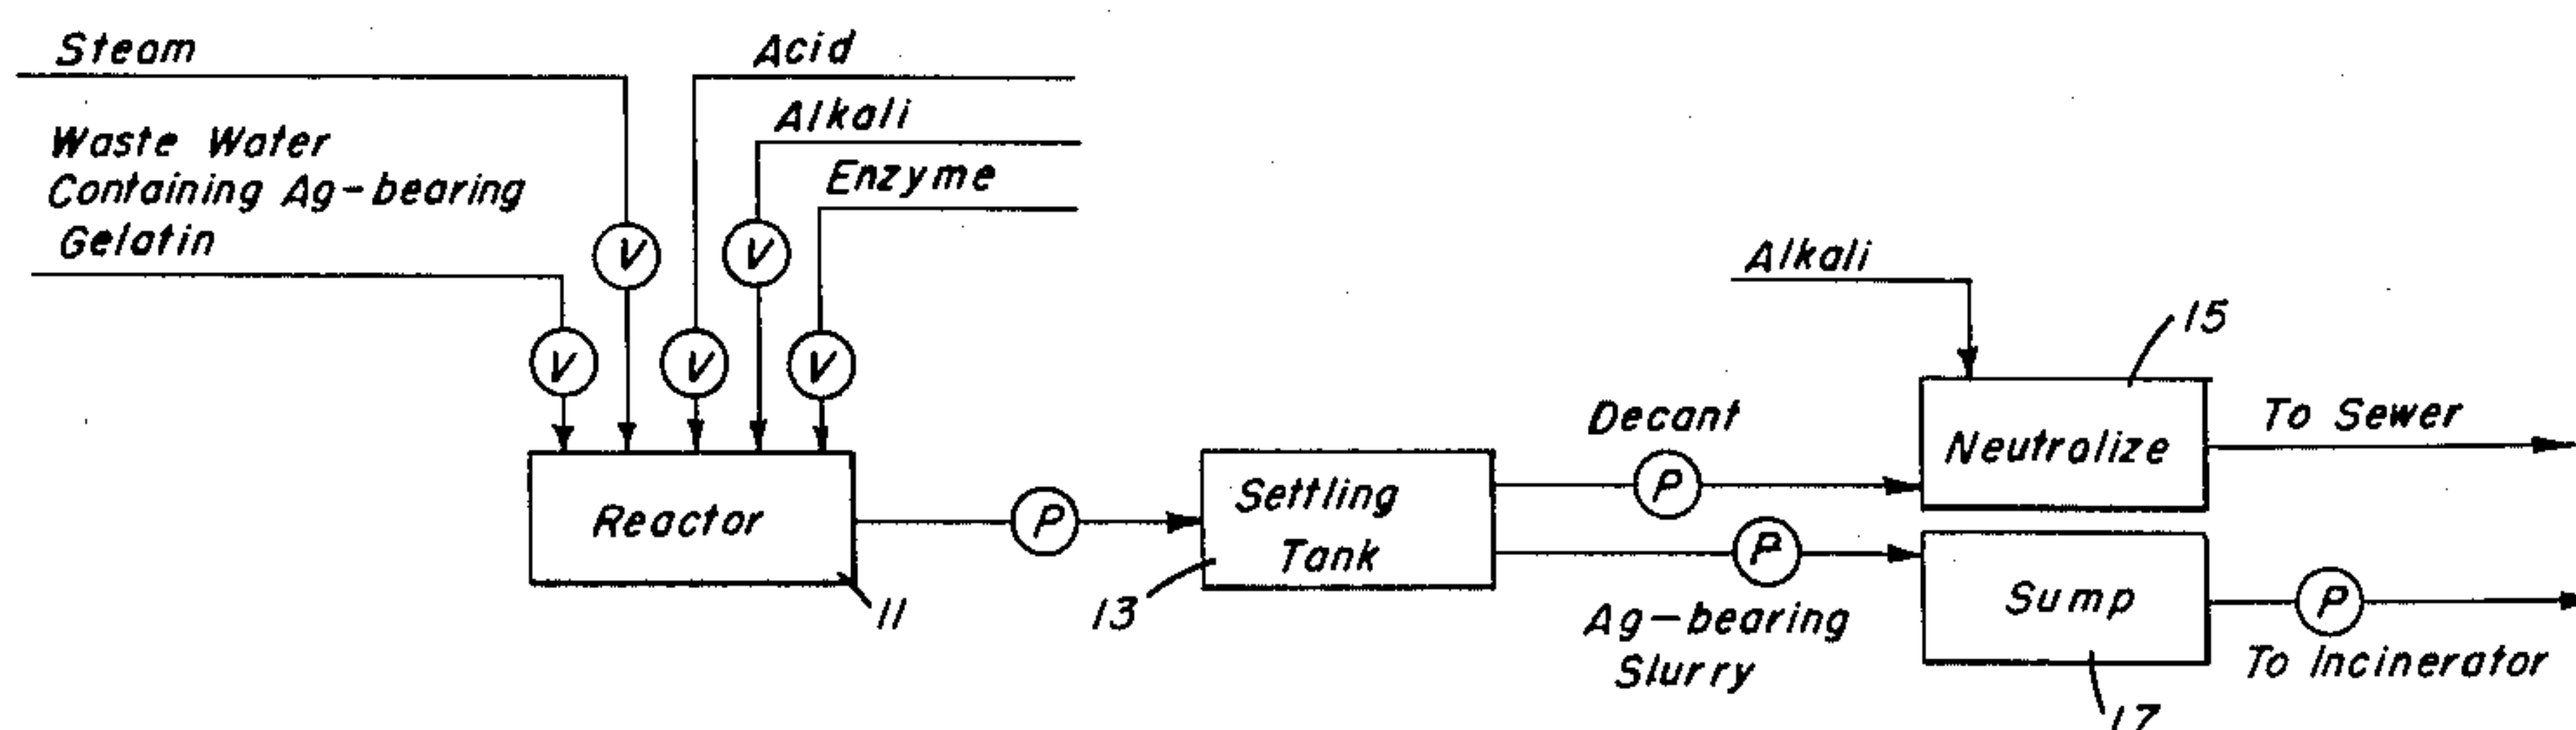 Steam
Acid
Alkali
Enzyme
Waste Water
Containing Ag-bearing
Gelatin
V
V
V
V
V
Alkali
15
Reactor
11
P
Settling
Tank
13
Decant
P
Neutralize
To Sewer
P
Ag-bearing
Slurry
Sump
17
P
To Incinerator